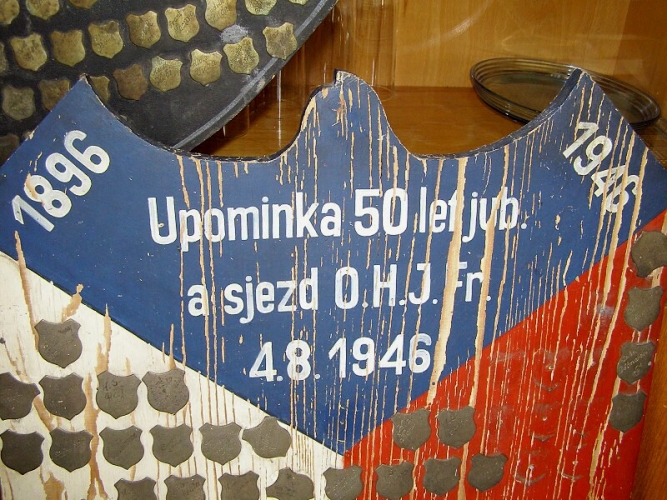 1896
1946
Upominka 50 let jub.
a sjezd O.H.J. Fr.
4.8.1946